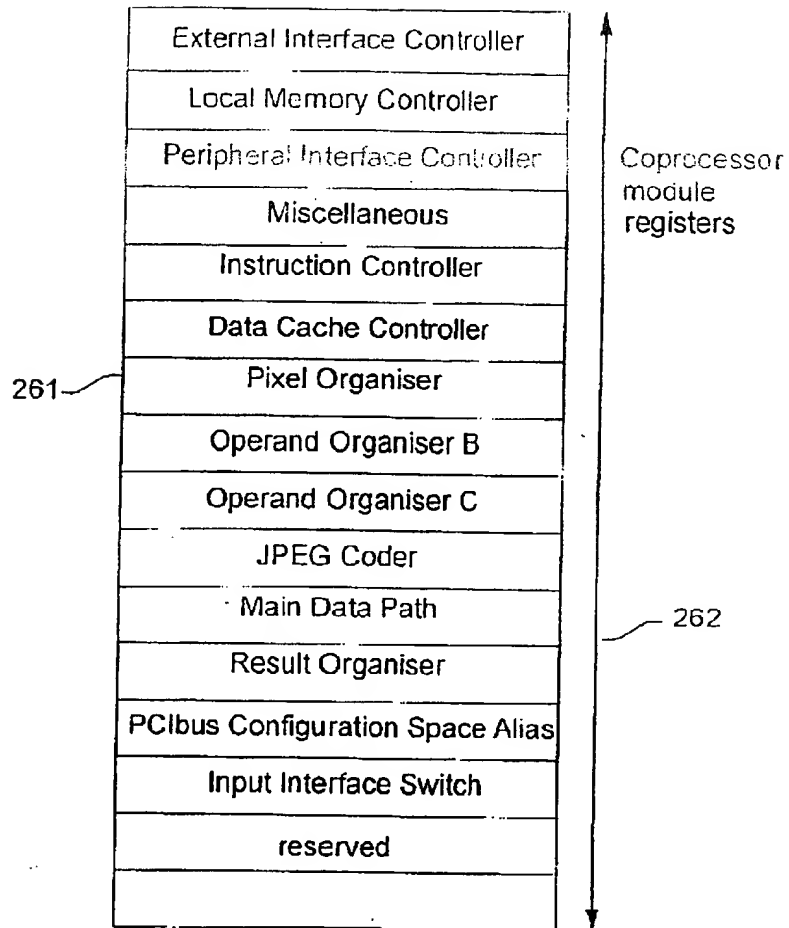 External Interface Controller
Local Memory Controller
Peripheral Interface Controller
Miscellaneous
Instruction Controller
Data Cache Controller
Pixel Organiser
Operand Organiser B
Operand Organiser C
JPEG Coder
Main Data Path
Result Organiser
PCIbus Configuration Space Alias
Input Interface Switch
reserved
Coprocessor
module
registers
261
262